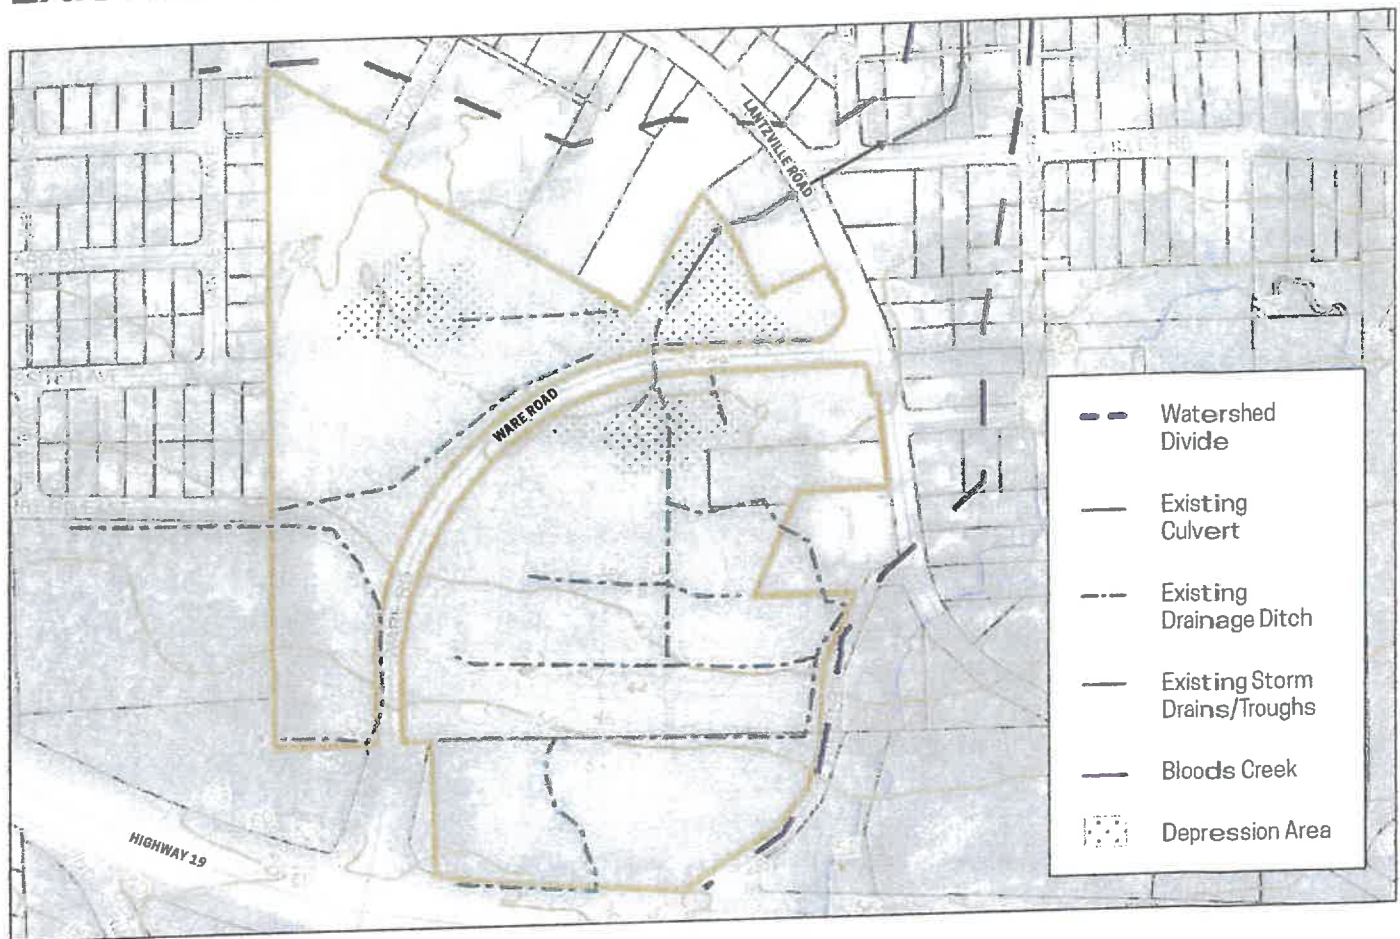 LANTZVILLE ROAD
WARE ROAD
HIGHWAY 19
Watershed
Divide
Existing
Culvert
Existing
Drainage Ditch
Existing Storm
Drains/Troughs
Bloods Creek
Depression Area